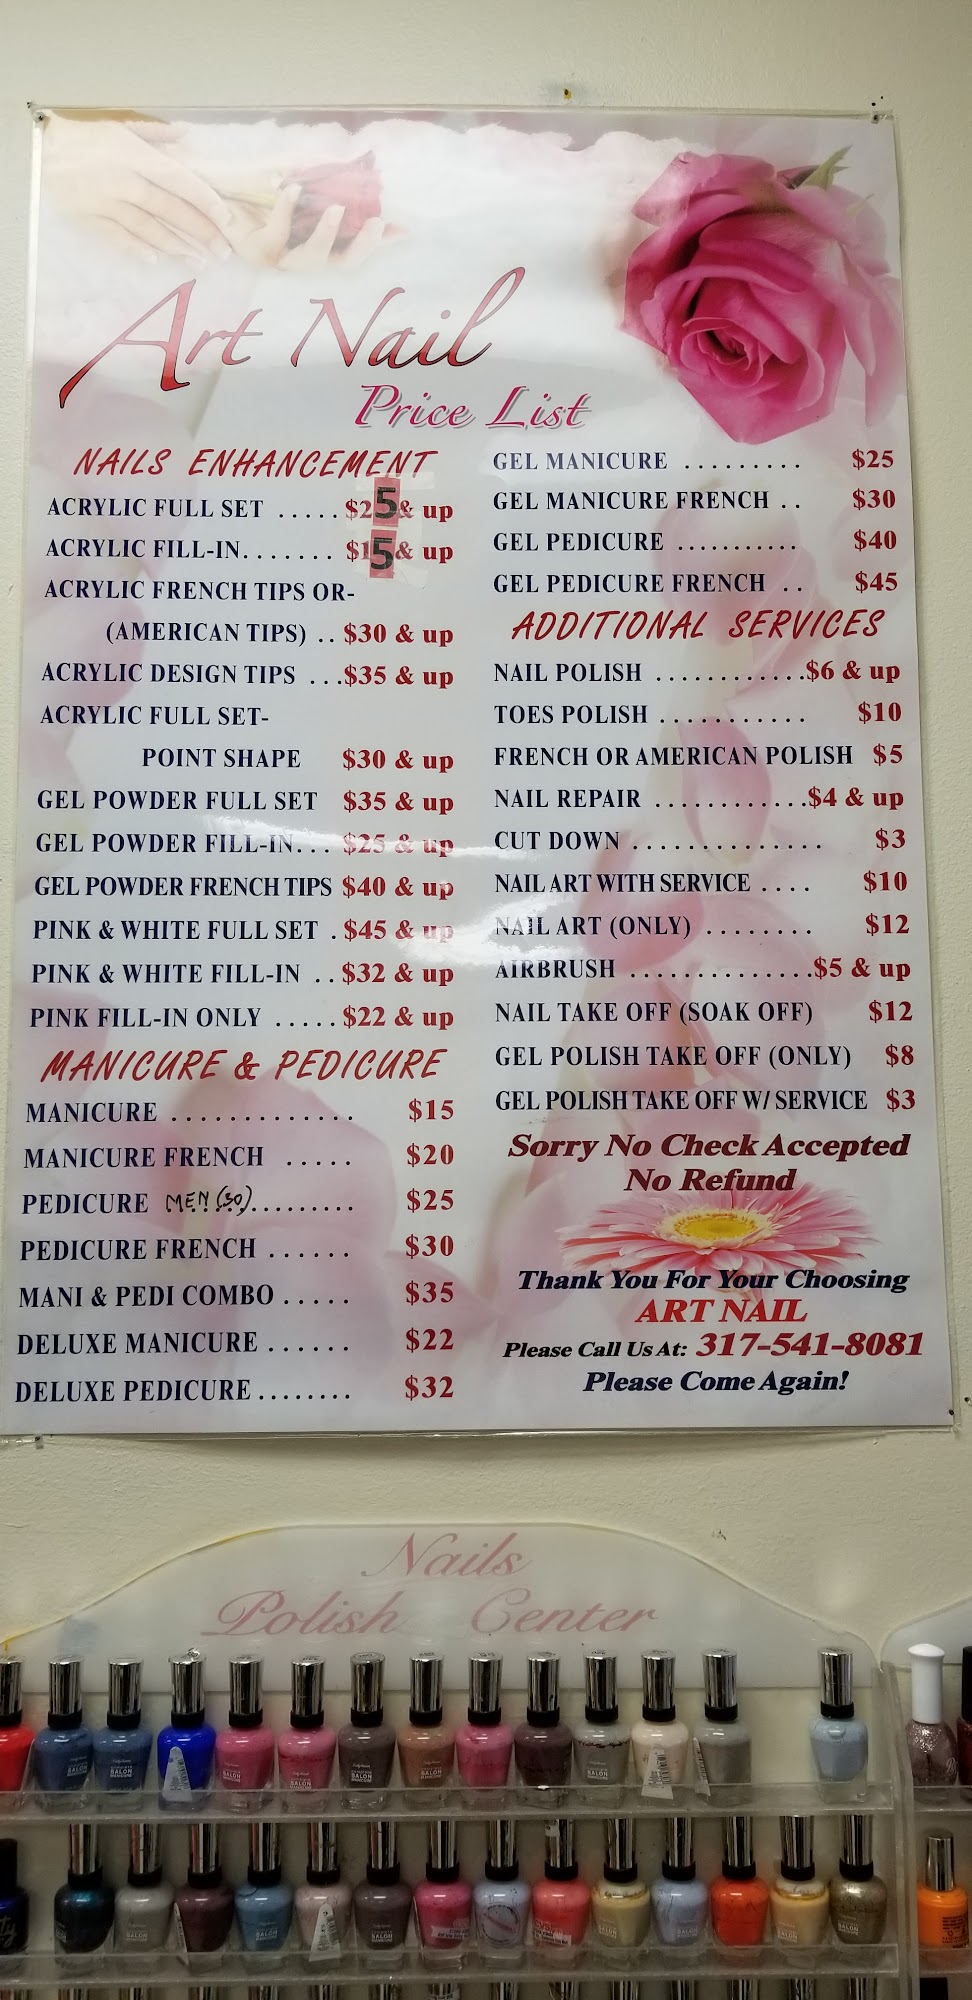 Art Nail
Price List
NAILS ENHANCEMENT
ACRYLIC FULL SET ..... $25 & up
ACRYLIC FILL-IN....... $15 & up
ACRYLIC FRENCH TIPS OR-
(AMERICAN TIPS) .. $30 & up
ACRYLIC DESIGN TIPS ...$35 & up
ACRYLIC FULL SET-
POINT SHAPE $30 & up
GEL POWDER FULL SET $35 & up
GEL POWDER FILL-IN... $25 & up
GEL POWDER FRENCH TIPS $40 & up
PINK & WHITE FULL SET . $45 & up
PINK & WHITE FILL-IN .. $32 & up
PINK FILL-IN ONLY ..... $22 & up
MANICURE & PEDICURE
MANICURE ............. $15
MANICURE FRENCH ..... $20
PEDICURE MEN (30)......... $25
PEDICURE FRENCH ...... $30
MANI & PEDI COMBO ..... $35
DELUXE MANICURE ...... $22
DELUXE PEDICURE ........ $32
GEL MANICURE ......... $25
GEL MANICURE FRENCH .. $30
GEL PEDICURE ........... $40
GEL PEDICURE FRENCH .. $45
ADDITIONAL SERVICES
NAIL POLISH ............$6 & up
TOES POLISH ........... $10
FRENCH OR AMERICAN POLISH $5
NAIL REPAIR ............$4 & up
CUT DOWN ............... $3
NAIL ART WITH SERVICE .... $10
NAIL ART (ONLY) ........ $12
AIRBRUSH ..............$5 & up
NAIL TAKE OFF (SOAK OFF) $12
GEL POLISH TAKE OFF (ONLY) $8
GEL POLISH TAKE OFF W/ SERVICE $3
Sorry No Check Accepted
No Refund
Thank You For Your Choosing
ART NAIL
Please Call Us At: 317-541-8081
Please Come Again!
Nails
Polish Center